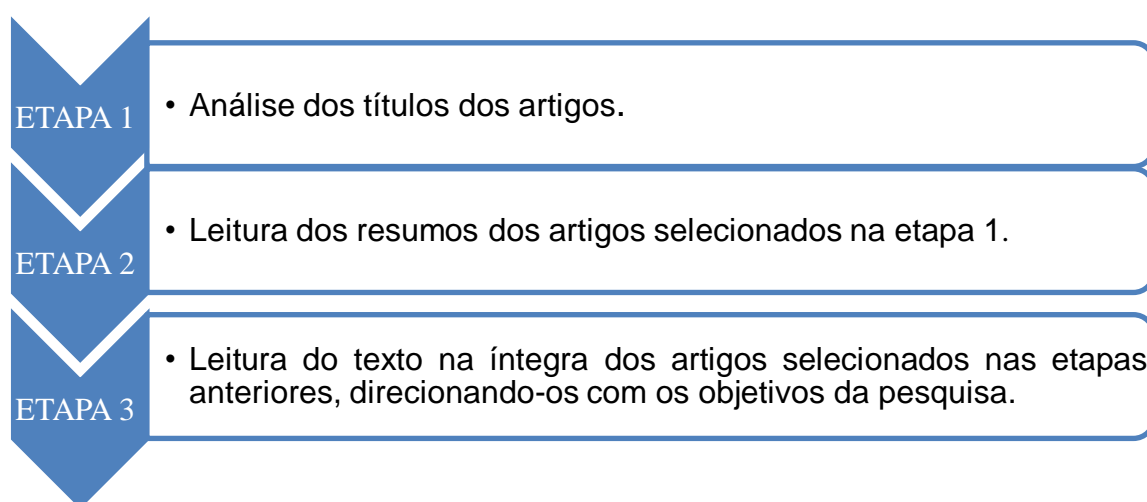 ETAPA 1
• Análise dos títulos dos artigos.
ETAPA 2
• Leitura dos resumos dos artigos selecionados na etapa 1.
ETAPA 3
• Leitura do texto na íntegra dos artigos selecionados nas etapas
anteriores, direcionando-os com os objetivos da pesquisa.